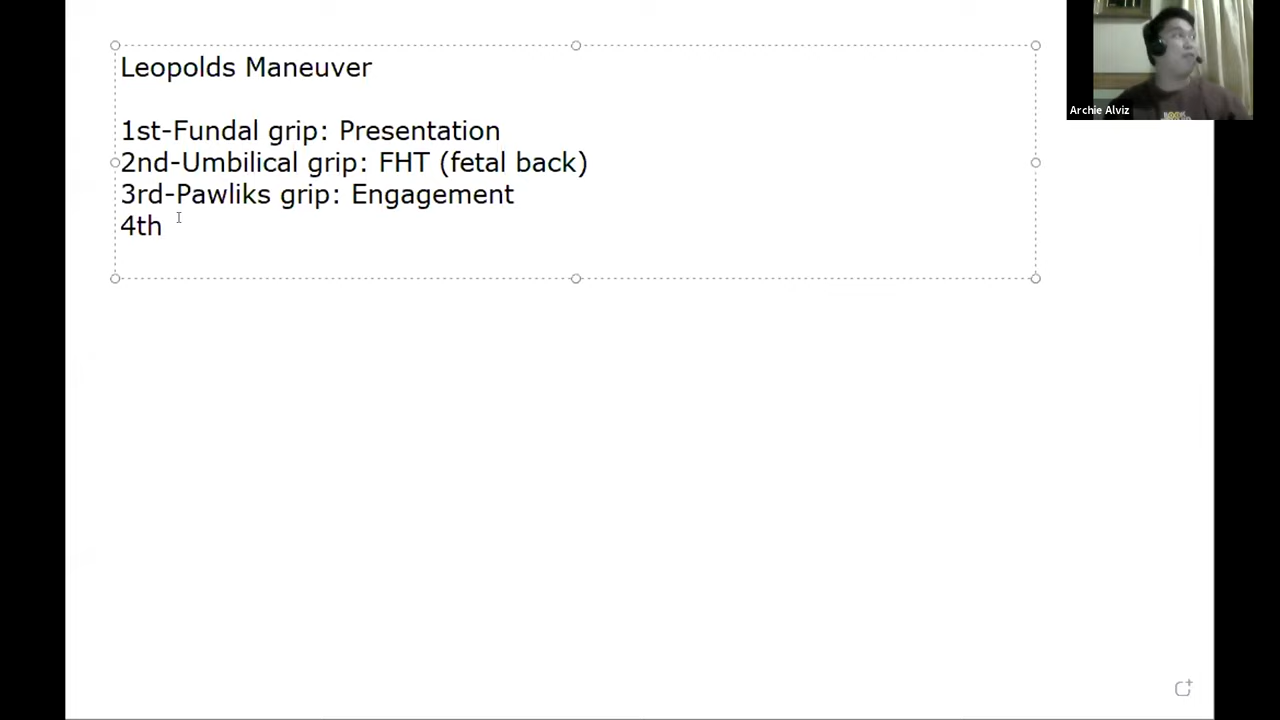 Leopolds Maneuver
1st-Fundal grip: Presentation
2nd-Umbilical grip: FHT (fetal back)
3rd-Pawliks grip: Engagement
4th
Archie Alviz